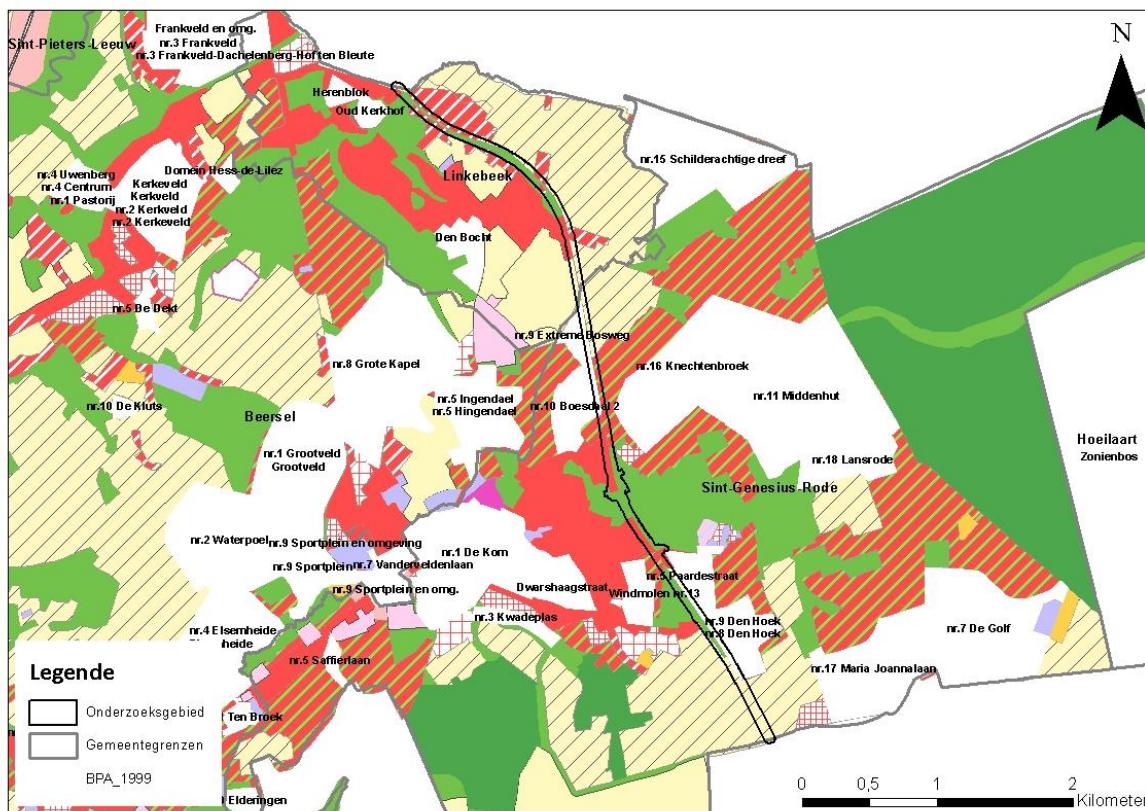 Frankveld en omg.
Sint-Pieters-Leeuw
nr.3 Frankveld
nr.3 Frankveld-Dachelenberg-Hof ten Bleute
N
Herenblok
Oud Kerkhof
nr.15 Schilderachtige dreef
nr.4 Uwenberg
nr.4 Centrum
nr.1 Pastorij
Domein Hess-de-Lilez
Kerkeveld
Kerkveld
nr.2 Kerkveld
nr.2 Kerkeveld
Linkebeek
Den Bocht
nr.5 De Dekt
nr.9 Extreme Bosweg
nr.8 Grote Kapel
nr.16 Knechtenbroek
nr.5 Ingendael
nr.5 Hingendael
nr.10 Boesdaal 2
nr.11 Middenhut
nr.10 De Kluts
Beersel
Hoeilaart
Zonienbos
nr.1 Grootveld
Grootveld
nr.18 Lansrode
Sint-Genesius-Rode
nr.2 Waterpoel
nr.9 Sportplein en omgeving
nr.1 De Kom
nr.9 Sportplein
nr.7 Vanderveldenlaan
nr.9 Sportplein en omg.
Dwarshaagstraat
nr.5 Paardestraat
Windmolen nr.13
nr.3 Kwadeplas
nr.9 Den Hoek
nr.8 Den Hoek
nr.7 De Golf
nr.4 Elsemheide
nr.5 Saffierlaan
nr.17 Maria Joannalaan
Ten Broek
Elderingen
Legende
Onderzoeksgebied
Gemeentegrenzen
BPA_1999
0 0,5 1 2
Kilometer